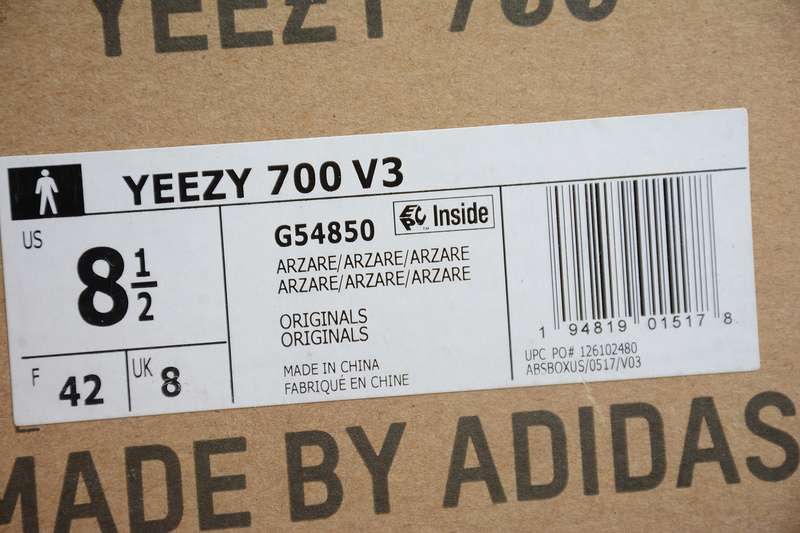 YEEZY 700
YEEZY 700 V3
US
8 1/2
F 42
UK 8
G54850
EPC™ Inside
ARZARE/ARZARE/ARZARE
ARZARE/ARZARE/ARZARE
ORIGINALS
ORIGINALS
MADE IN CHINA
FABRIQUÉ EN CHINE
1 94819 01517 8
UPC PO# 126102480
ABSBOXUS/0517/V03
MADE BY ADIDAS